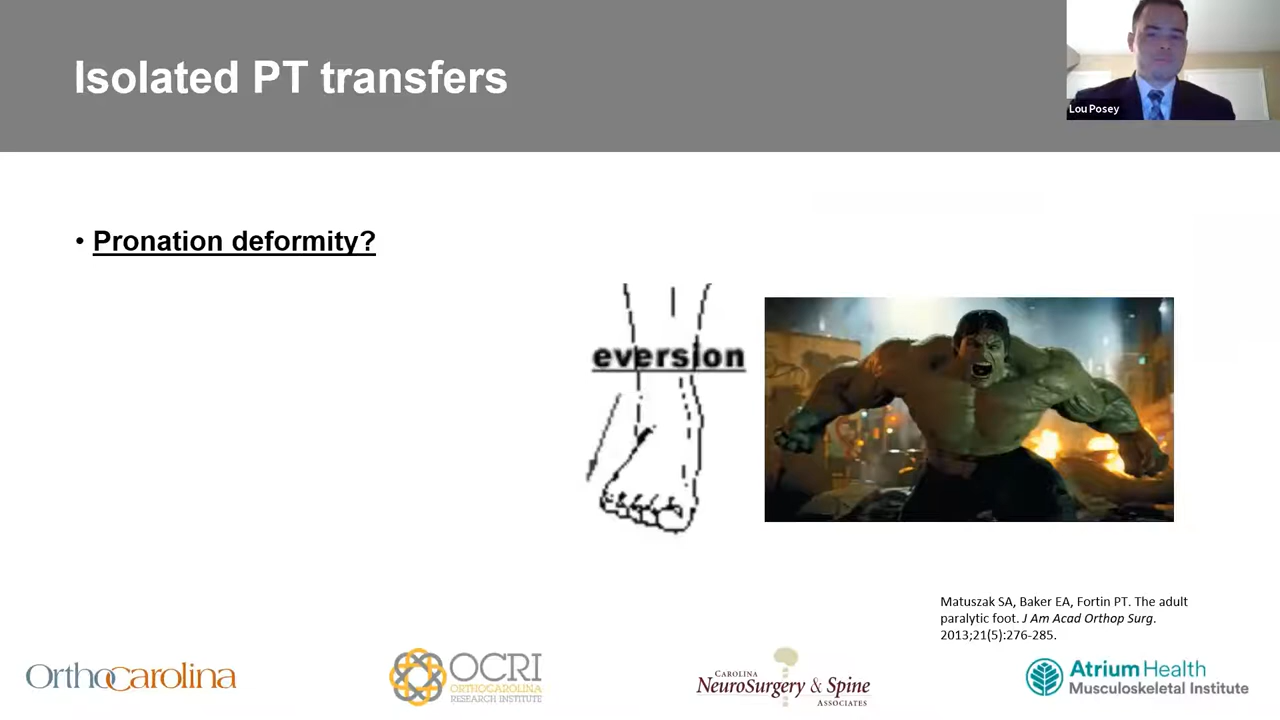 Isolated PT transfers
Lou Posey
• Pronation deformity?
eversion
Matuszak SA, Baker EA, Fortin PT. The adult
paralytic foot. J Am Acad Orthop Surg.
2013;21(5):276-285.
OrthoCarolina
OCRI
ORTHOCAROLINA
RESEARCH INSTITUTE
CAROLINA
NEUROSURGERY & SPINE
ASSOCIATES
Atrium Health
Musculoskeletal Institute